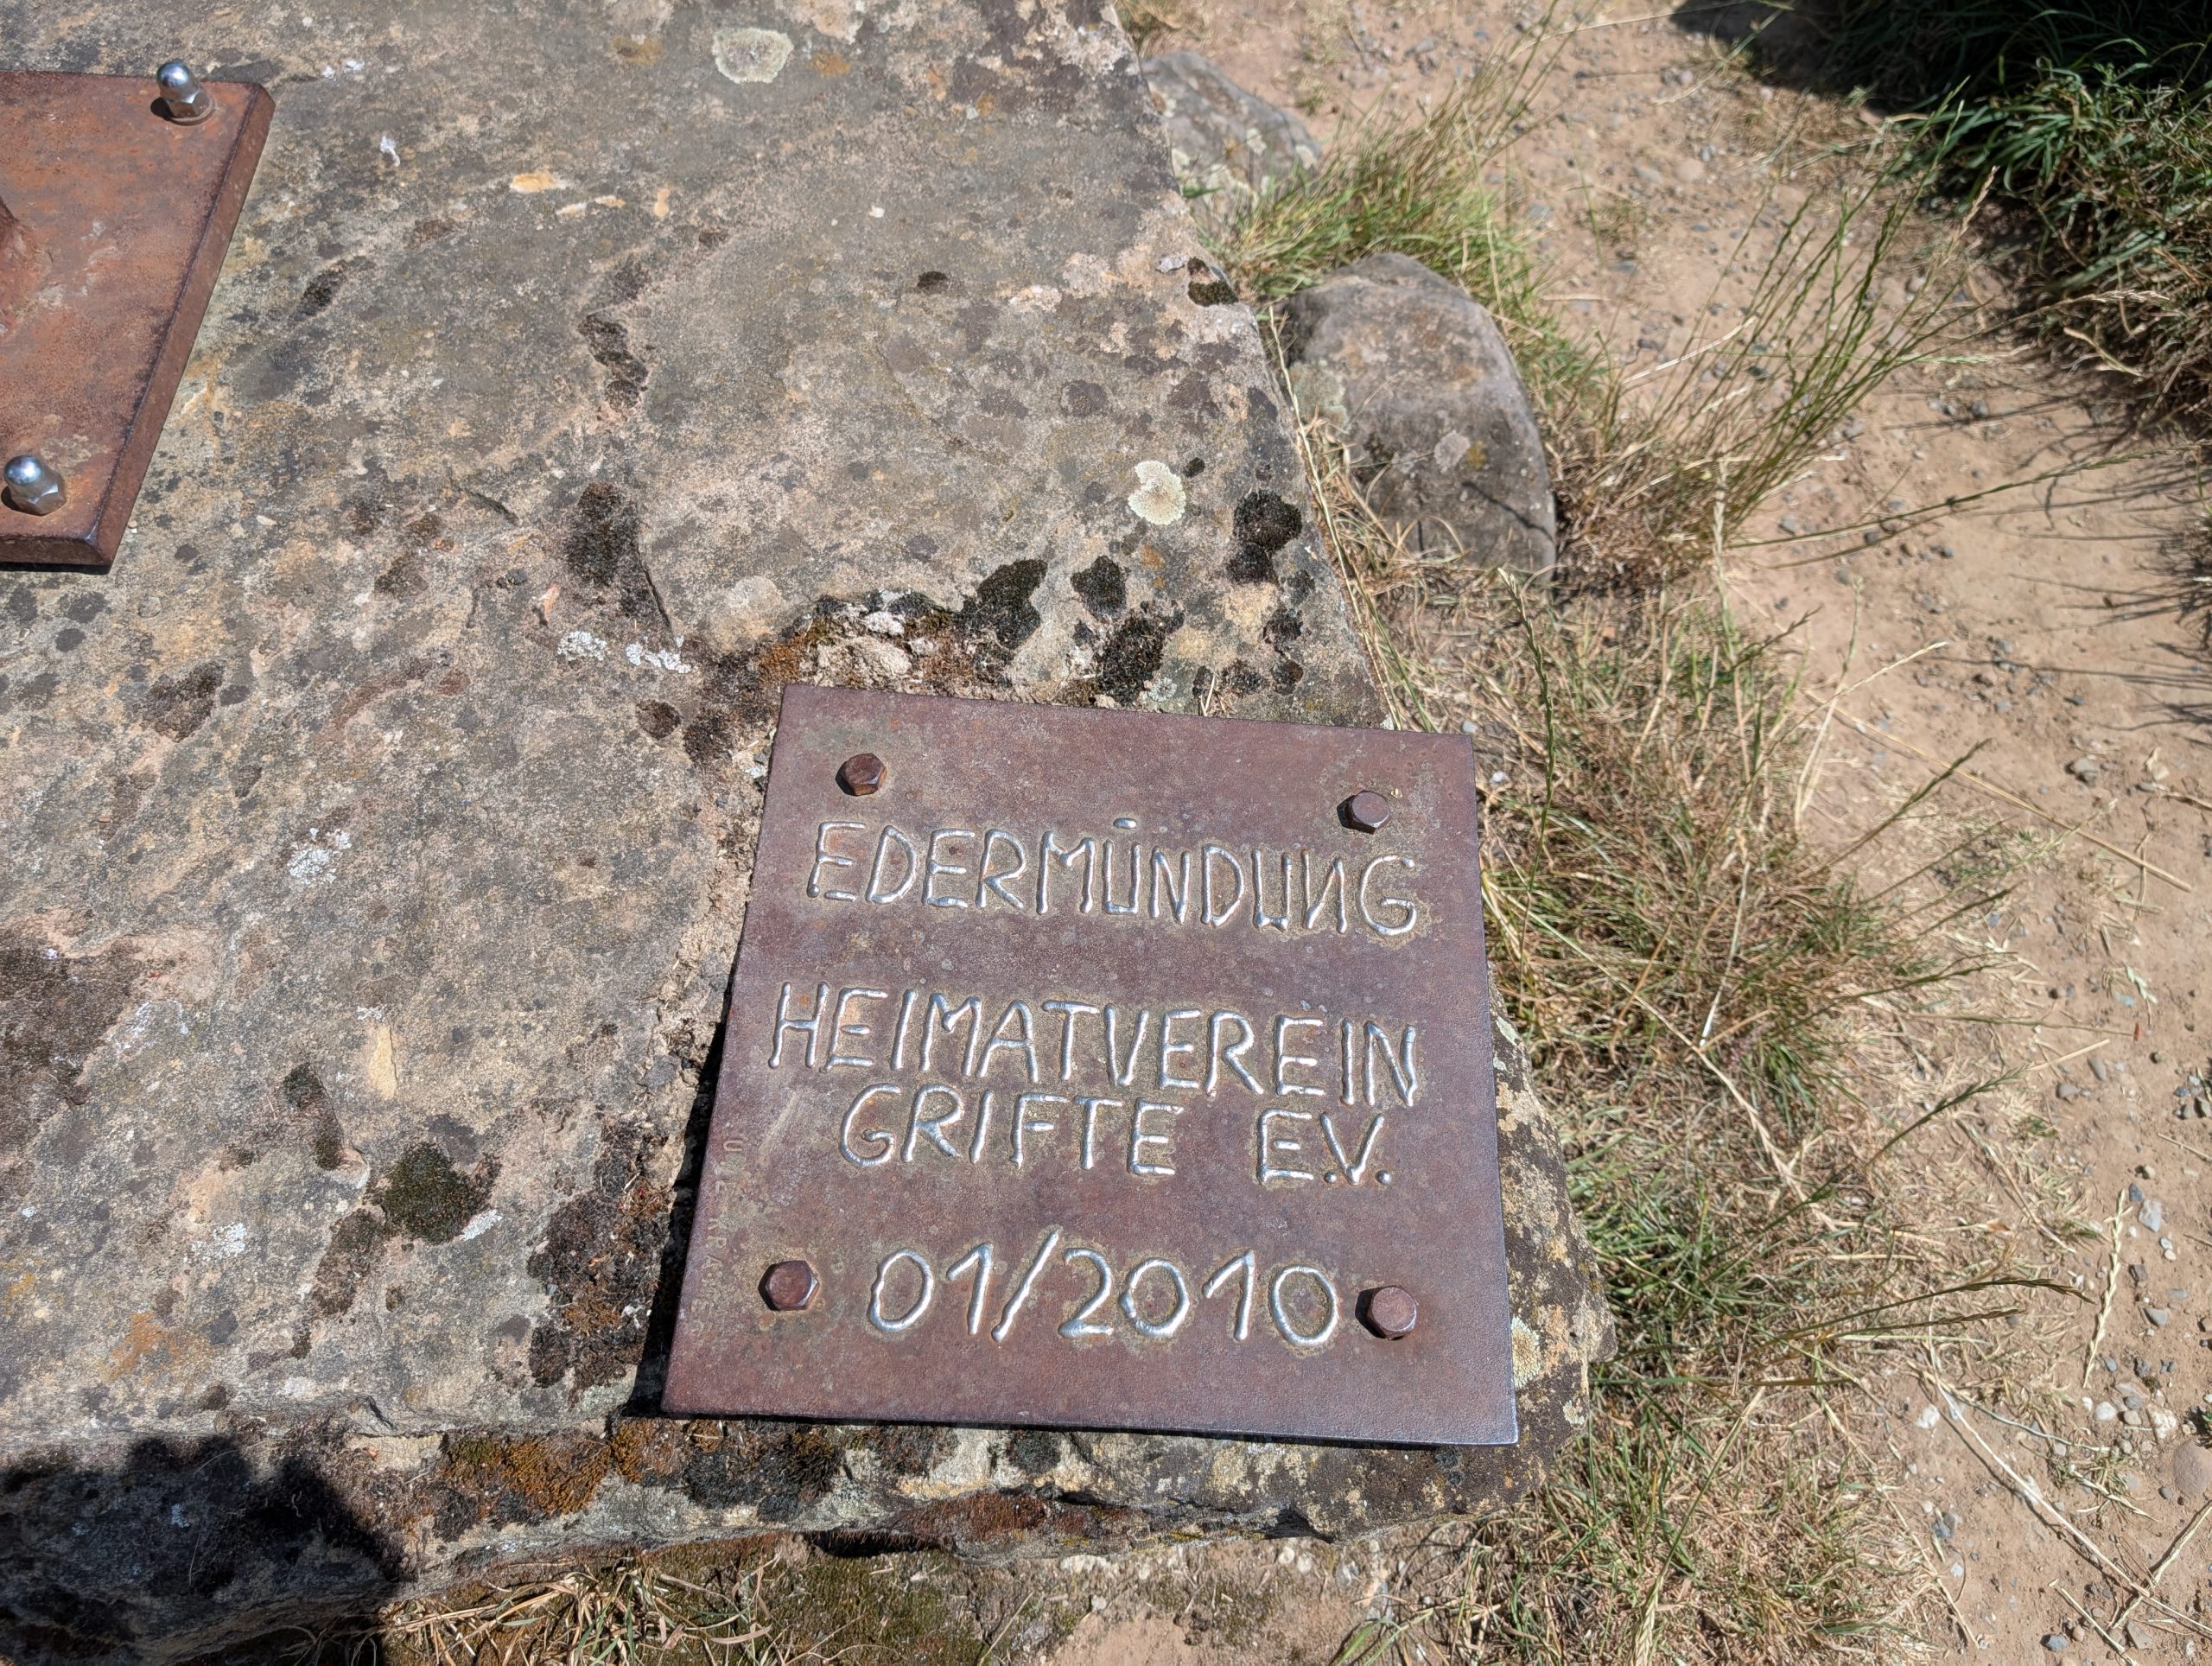 EDERMÜNDUNG
HEIMATVEREIN
GRIFTE E.V.
01/2010